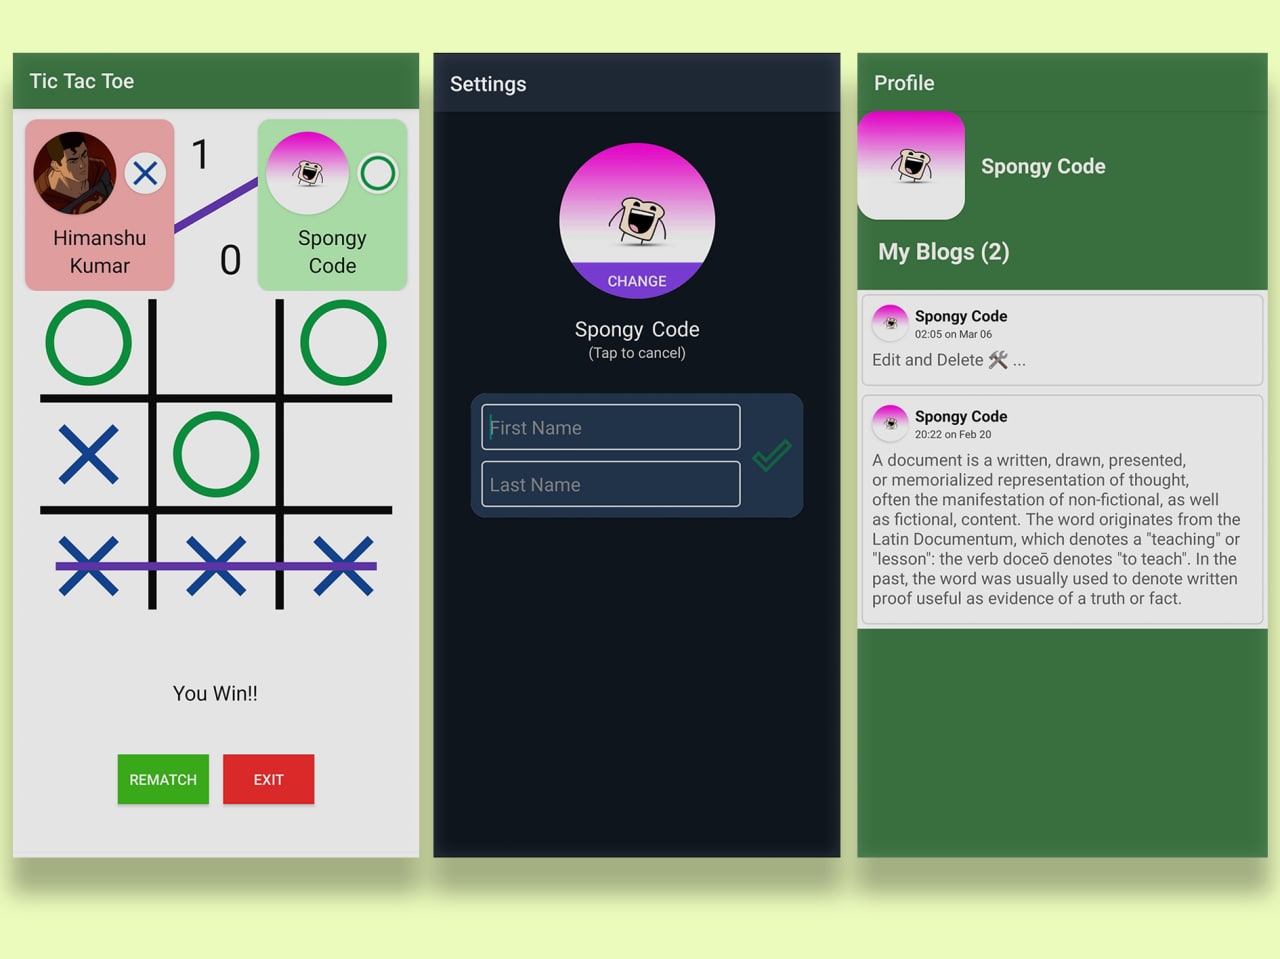 Tic Tac Toe
1
0
Himanshu
Kumar
Spongy
Code
You Win!!
REMATCH
EXIT
Settings
CHANGE
Spongy Code
(Tap to cancel)
First Name
Last Name
Profile
Spongy Code
My Blogs (2)
Spongy Code
02:05 on Mar 06
Edit and Delete 🛠 ...
Spongy Code
20:22 on Feb 20
A document is a written, drawn, presented,
or memorialized representation of thought,
often the manifestation of non-fictional, as well
as fictional, content. The word originates from the
Latin Documentum, which denotes a "teaching" or
"lesson": the verb doceō denotes "to teach". In the
past, the word was usually used to denote written
proof useful as evidence of a truth or fact.